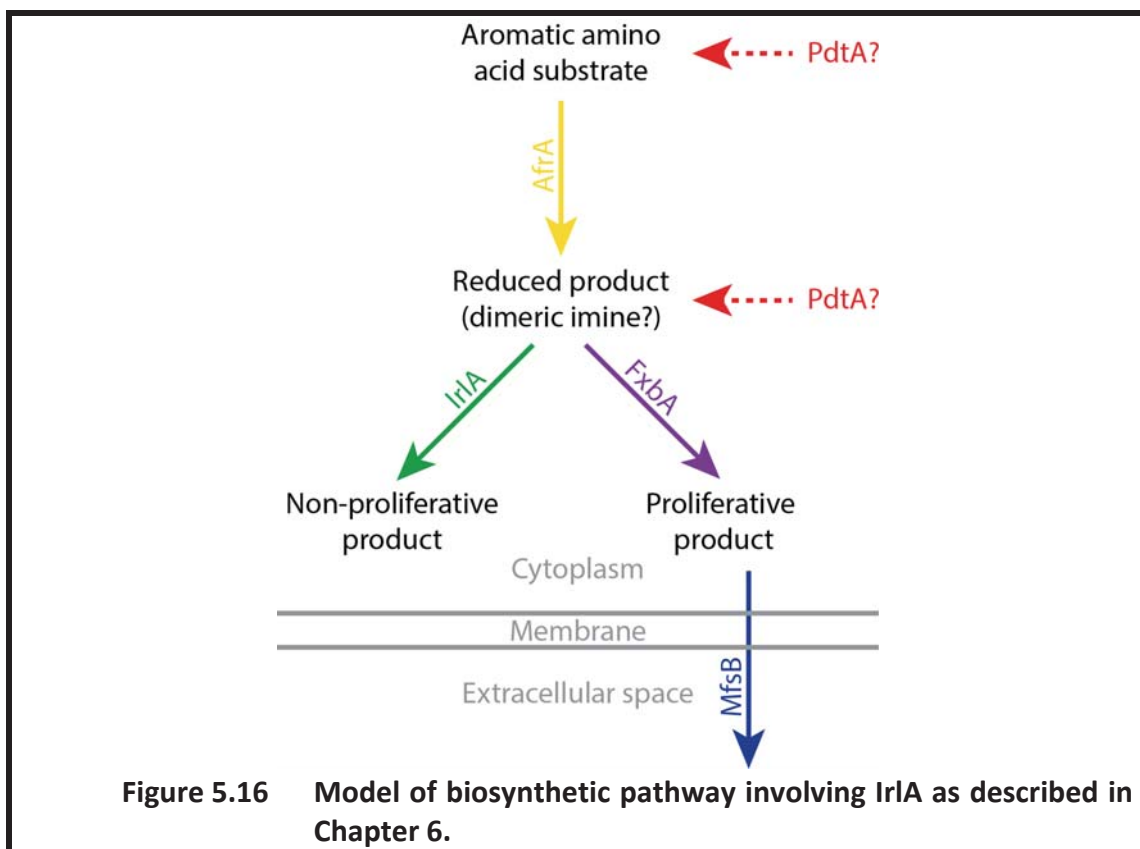 Aromatic amino
acid substrate
PdtA?
AfrA
Reduced product
(dimeric imine?)
PdtA?
IrlA
FxbA
Non-proliferative
product
Proliferative
product
Cytoplasm
Membrane
Extracellular space
MfsB
Figure 5.16 Model of biosynthetic pathway involving IrlA as described in
Chapter 6.